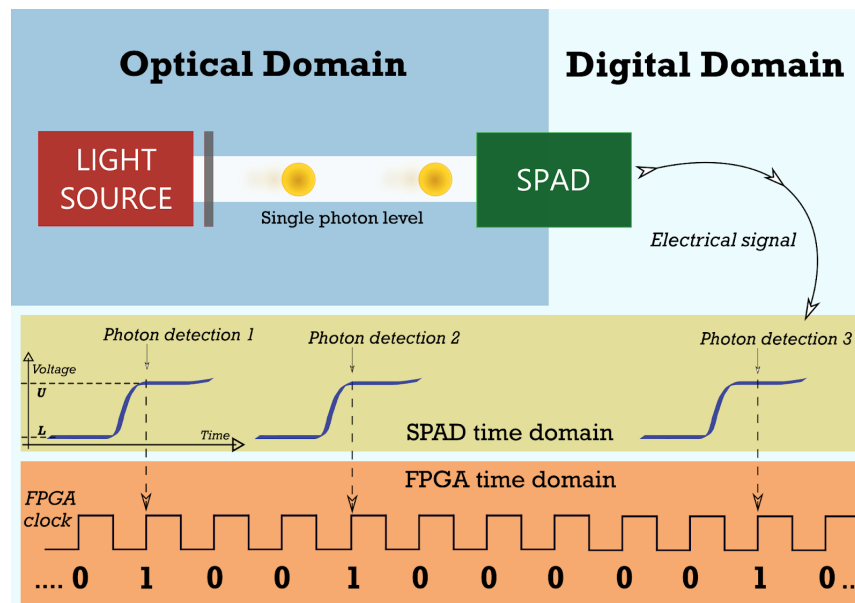 Optical Domain
Digital Domain
LIGHT
SOURCE
SPAD
Single photon level
Electrical signal
Photon detection 1
Photon detection 2
Photon detection 3
Voltage
U
L
Time
SPAD time domain
FPGA time domain
FPGA
clock
.... 0 1 0 0 1 0 0 0 0 0 1 0..